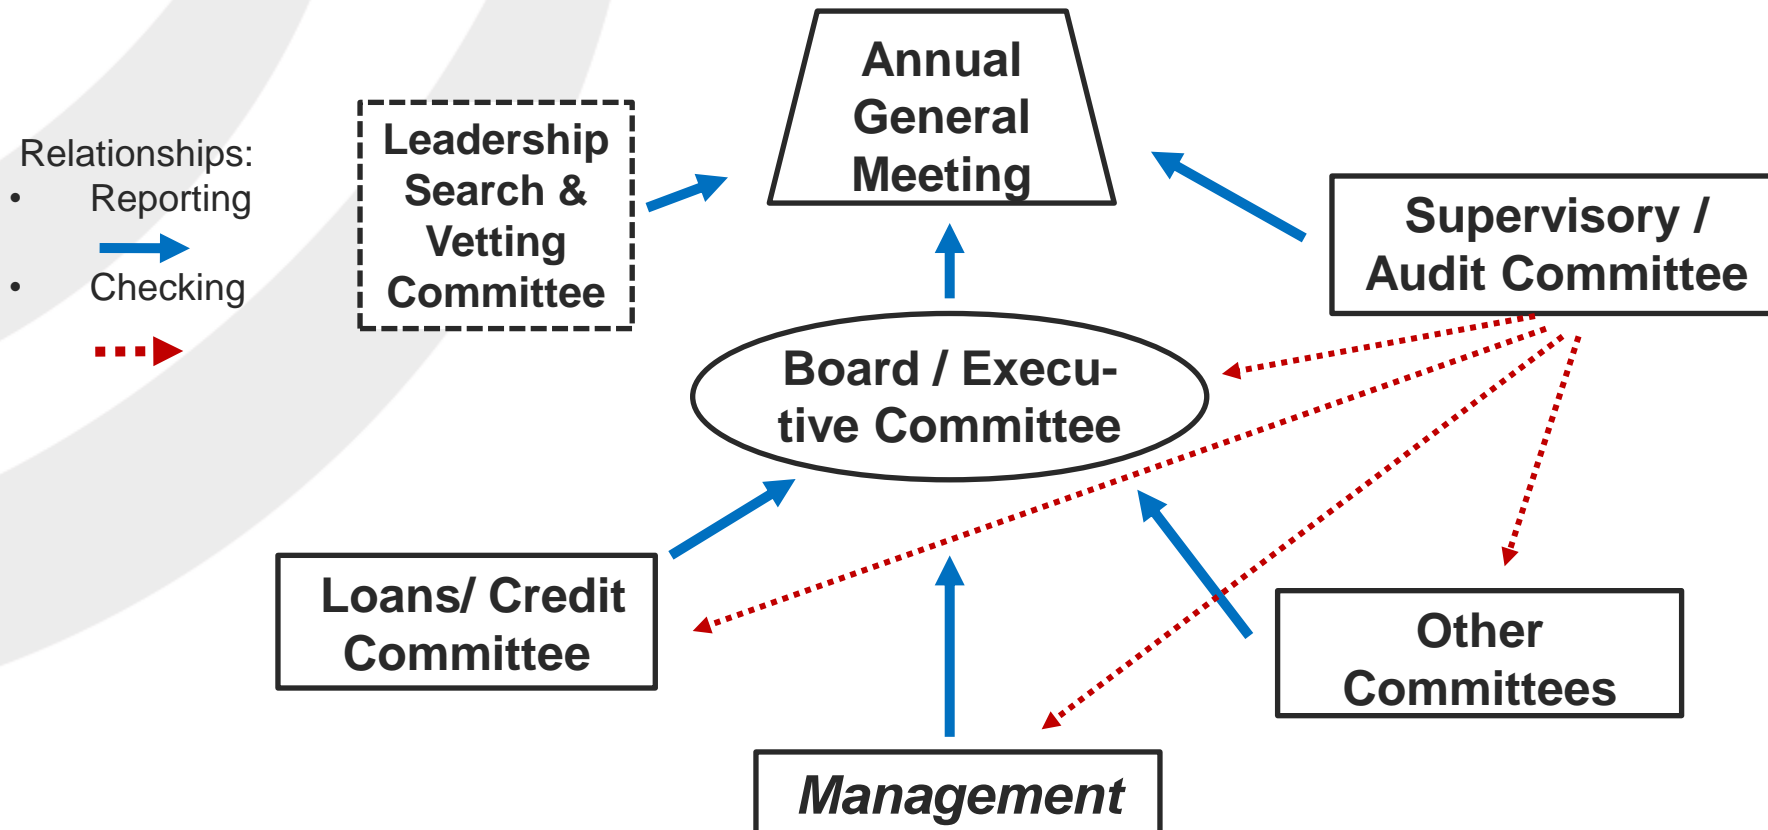 Annual
General
Meeting
Leadership
Search &
Vetting
Committee
Relationships:
• Reporting
• Checking
Supervisory /
Audit Committee
Board / Execu-
tive Committee
Loans/ Credit
Committee
Other
Committees
Management